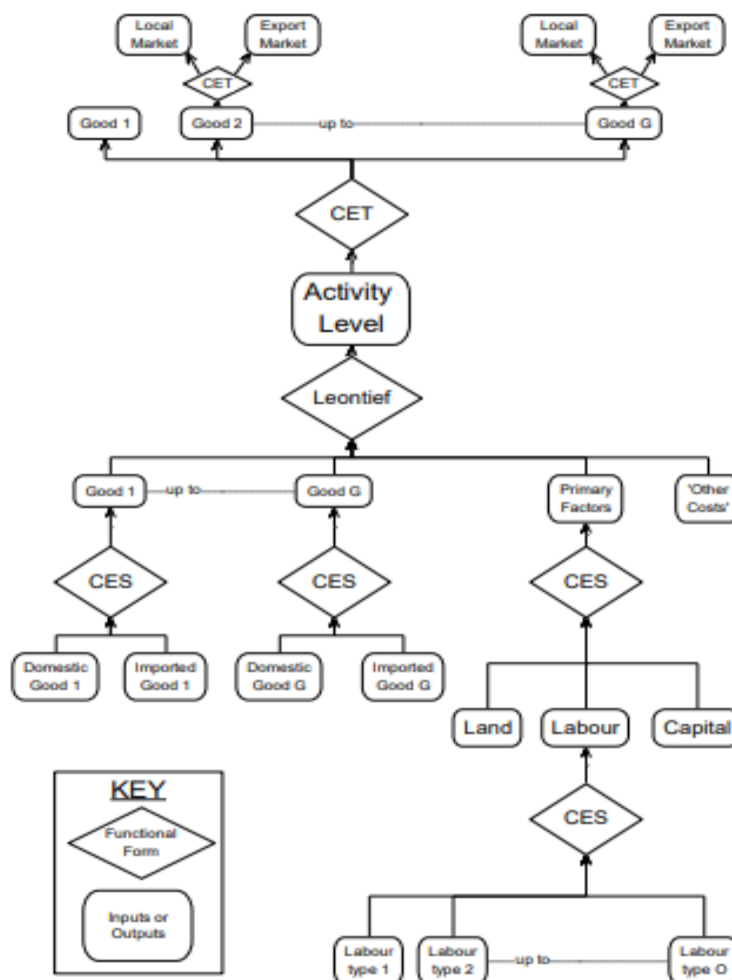 Local
Market
Export
Market
Local
Market
Export
Market
CET
CET
Good 1
Good 2
up to
Good G
CET
Activity
Level
Leontief
Good 1
up to
Good G
Primary
Factors
'Other
Costs'
CES
CES
CES
Domestic
Good 1
Imported
Good 1
Domestic
Good G
Imported
Good G
Land
Labour
Capital
KEY
Functional
Form
Inputs or
Outputs
CES
Labour
type 1
Labour
type 2
up to
Labour
type O